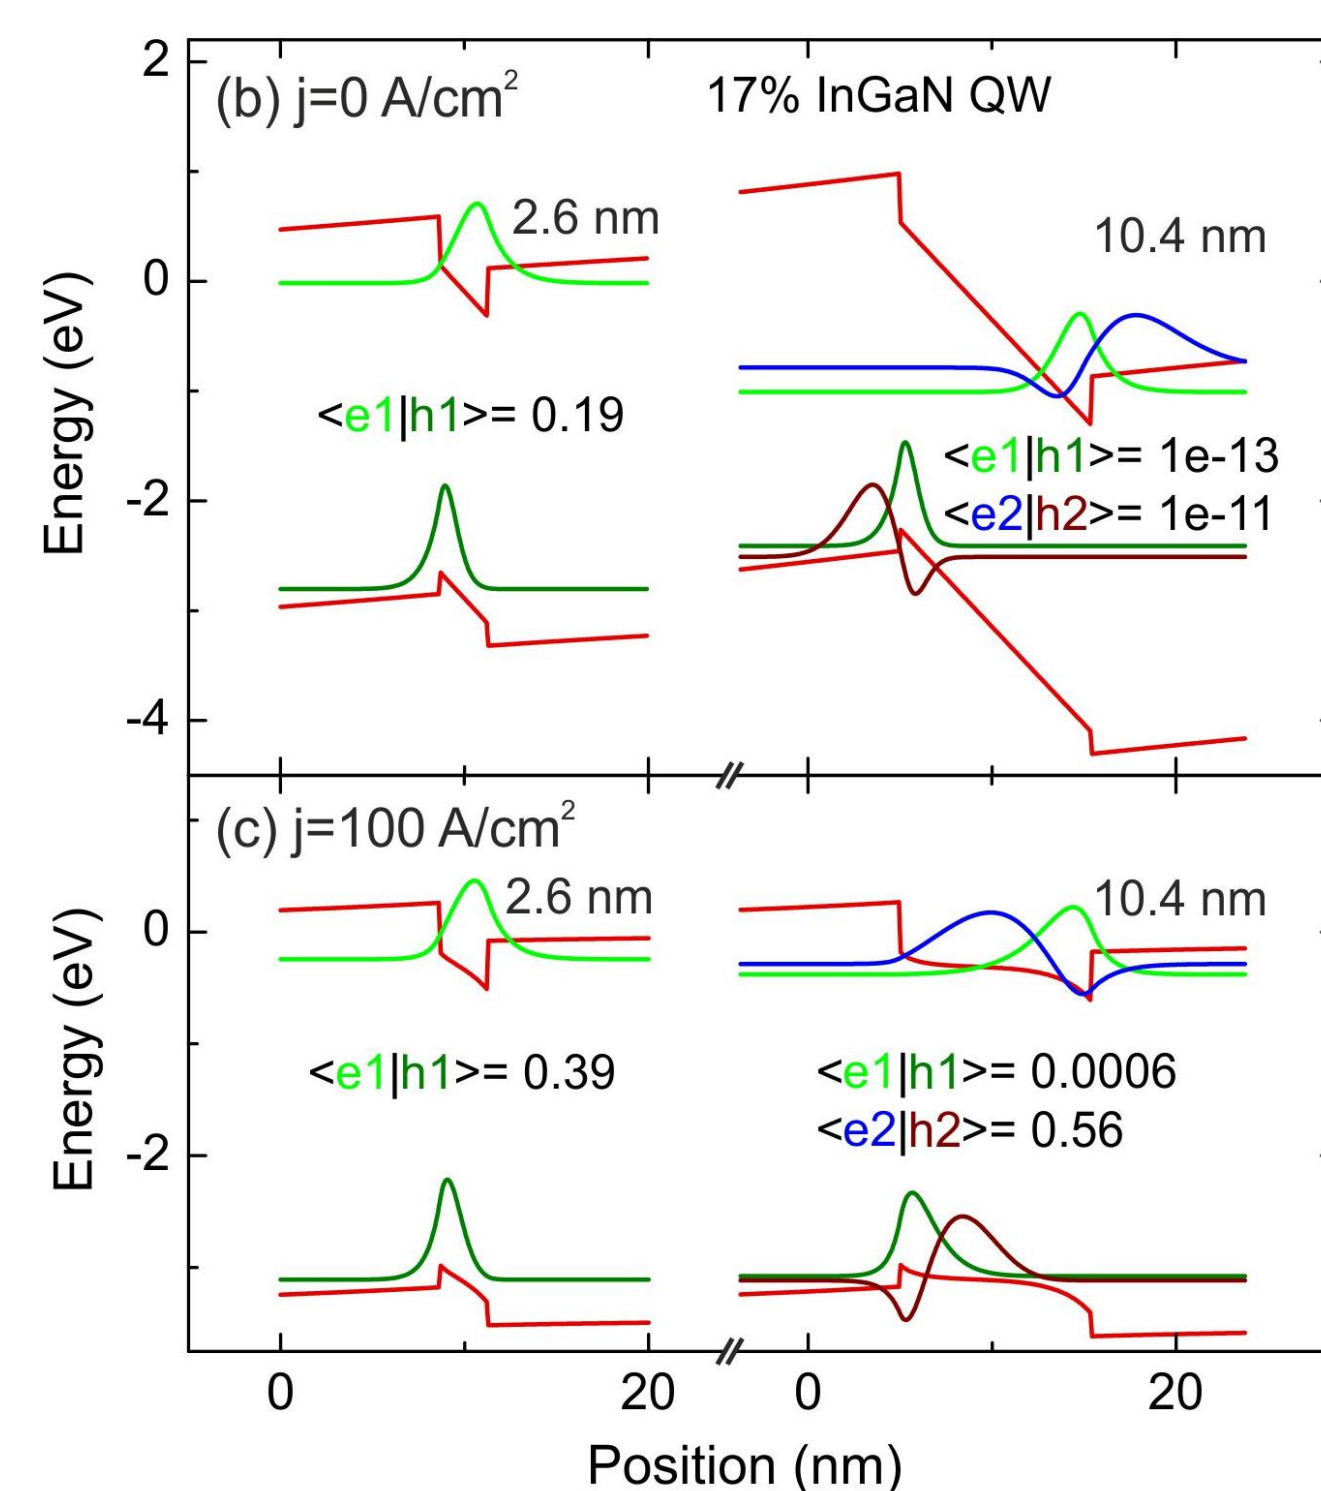 2
(b) j=0 A/cm²
17% InGaN QW
2.6 nm
10.4 nm
0
Energy (eV)
<e1|h1>= 0.19
<e1|h1>= 1e-13
-2
<e2|h2>= 1e-11
-4
(c) j=100 A/cm²
2.6 nm
10.4 nm
0
Energy (eV)
<e1|h1>= 0.39
<e1|h1>= 0.0006
<e2|h2>= 0.56
-2
0
20
0
20
Position (nm)